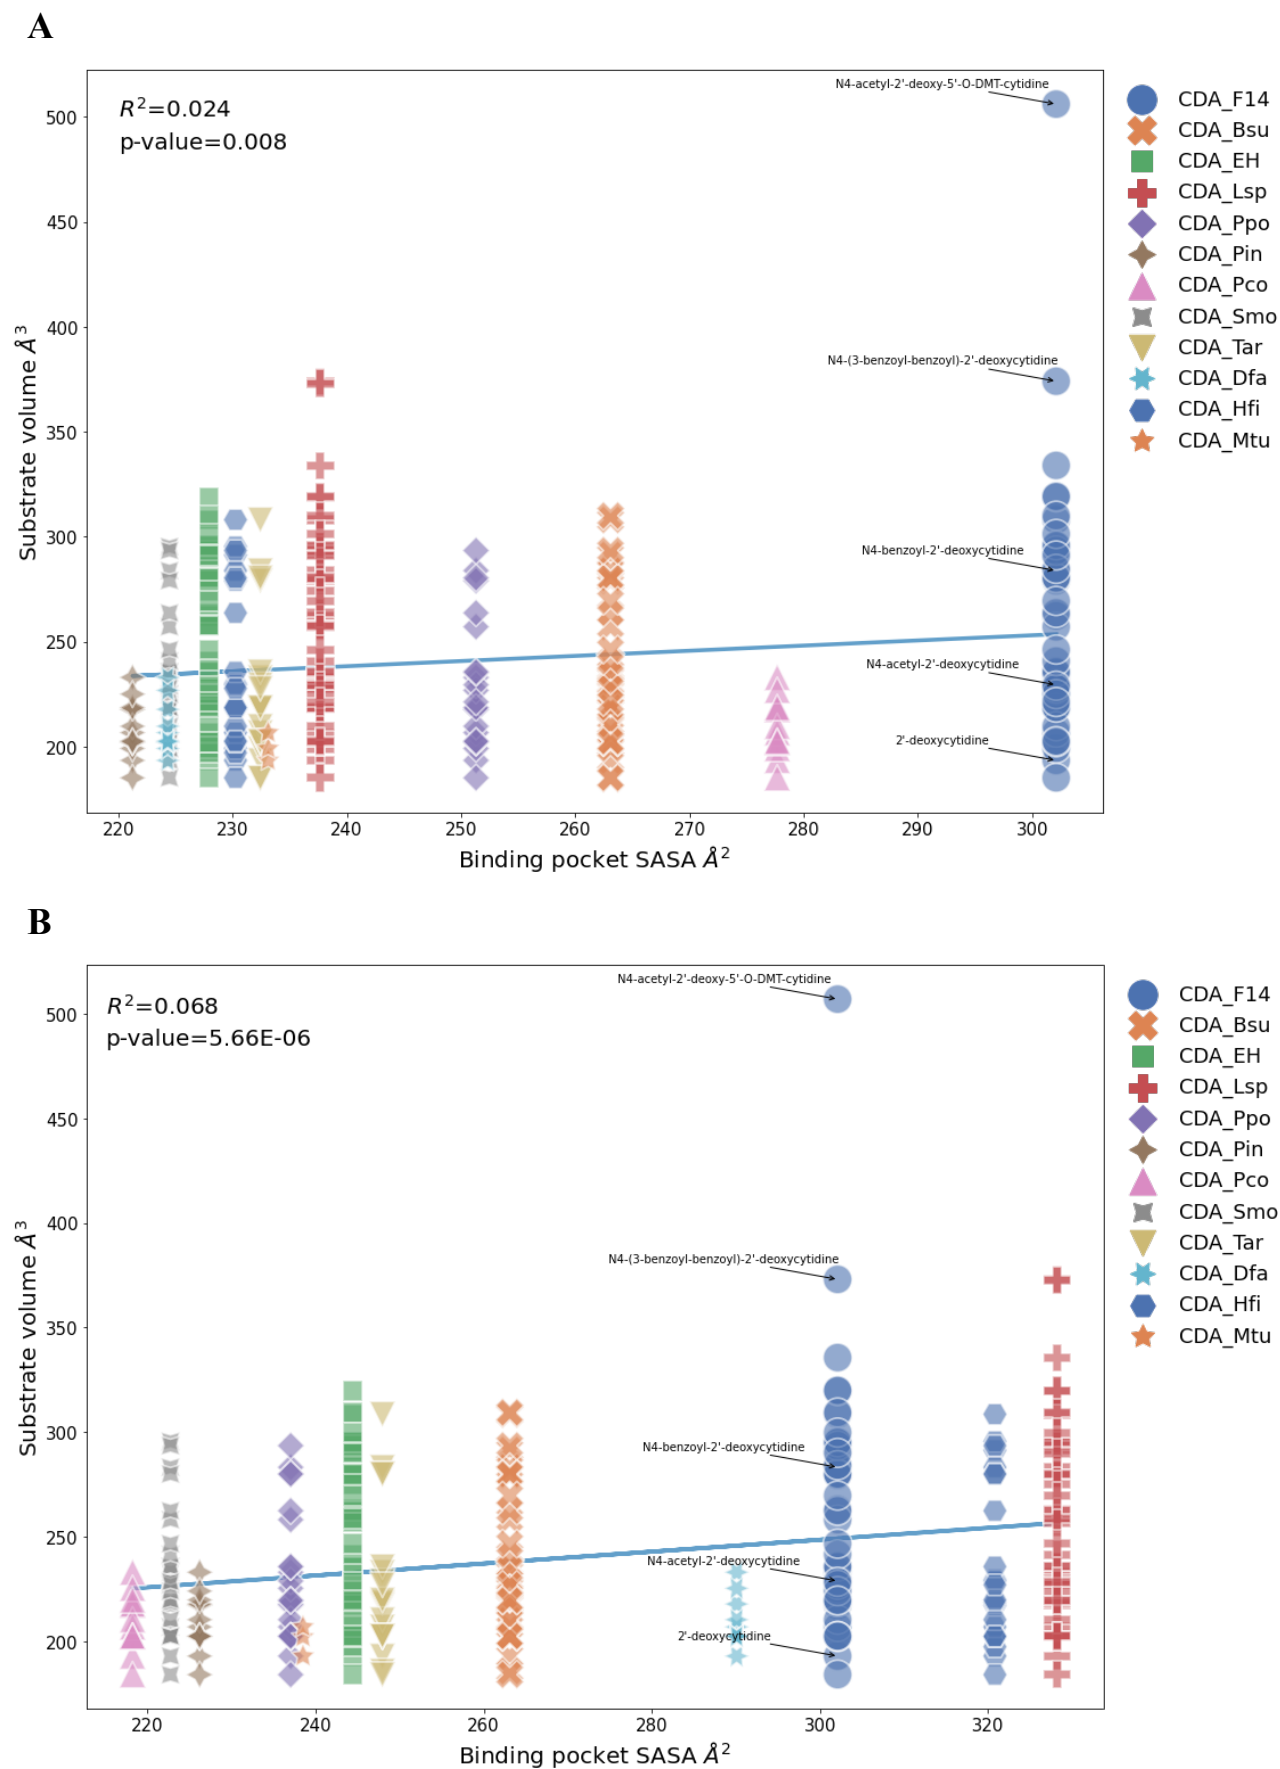 A
R²=0.024
p-value=0.008
N4-acetyl-2'-deoxy-5'-O-DMT-cytidine
N4-(3-benzoyl-benzoyl)-2'-deoxycytidine
N4-benzoyl-2'-deoxycytidine
N4-acetyl-2'-deoxycytidine
2'-deoxycytidine
500
450
400
350
300
250
200
Substrate volume Å³
220 230 240 250 260 270 280 290 300
Binding pocket SASA Å²
CDA_F14
CDA_Bsu
CDA_EH
CDA_Lsp
CDA_Ppo
CDA_Pin
CDA_Pco
CDA_Smo
CDA_Tar
CDA_Dfa
CDA_Hfi
CDA_Mtu
B
R²=0.068
p-value=5.66E-06
N4-acetyl-2'-deoxy-5'-O-DMT-cytidine
N4-(3-benzoyl-benzoyl)-2'-deoxycytidine
N4-benzoyl-2'-deoxycytidine
N4-acetyl-2'-deoxycytidine
2'-deoxycytidine
500
450
400
350
300
250
200
Substrate volume Å³
220 240 260 280 300 320
Binding pocket SASA Å²
CDA_F14
CDA_Bsu
CDA_EH
CDA_Lsp
CDA_Ppo
CDA_Pin
CDA_Pco
CDA_Smo
CDA_Tar
CDA_Dfa
CDA_Hfi
CDA_Mtu